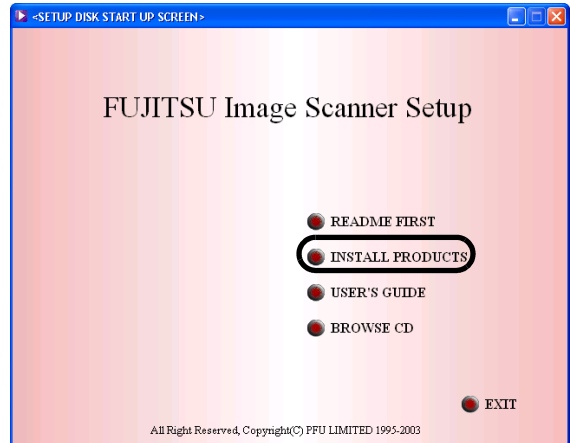 <SETUP DISK START UP SCREEN>
FUJITSU Image Scanner Setup
README FIRST
INSTALL PRODUCTS
USER'S GUIDE
BROWSE CD
EXIT
All Right Reserved, Copyright(C) PFU LIMITED 1995-2003